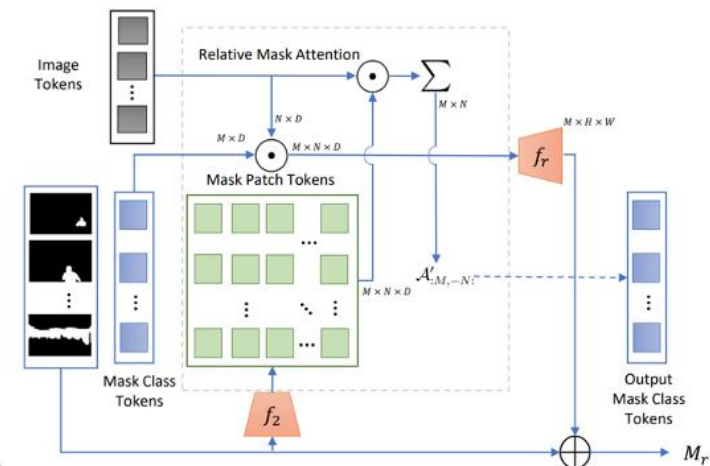 Image
Tokens
Relative Mask Attention
M × N
N × D
M × D
M × N × D
M × H × W
f_r
Mask Patch Tokens
𝒜′_{:M,−N:}
M × N × D
Mask Class
Tokens
Output
Mask Class
Tokens
f_2
M_r